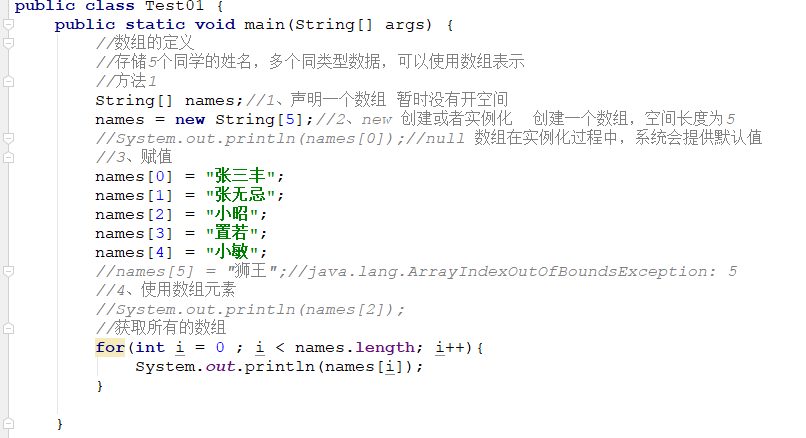 public class Test01 {
    public static void main(String[] args) {
        //数组的定义
        //存储5个同学的姓名，多个同类型数据，可以使用数组表示
        //方法1
        String[] names;//1、声明一个数组 暂时没有开空间
        names = new String[5];//2、new 创建或者实例化  创建一个数组，空间长度为5
        //System.out.println(names[0]);//null 数组在实例化过程中，系统会提供默认值
        //3、赋值
        names[0] = "张三丰";
        names[1] = "张无忌";
        names[2] = "小昭";
        names[3] = "置若";
        names[4] = "小敏";
        //names[5] = "狮王";//java.lang.ArrayIndexOutOfBoundsException: 5
        //4、使用数组元素
        //System.out.println(names[2]);
        //获取所有的数组
        for(int i = 0 ; i < names.length; i++){
            System.out.println(names[i]);
        }
    }